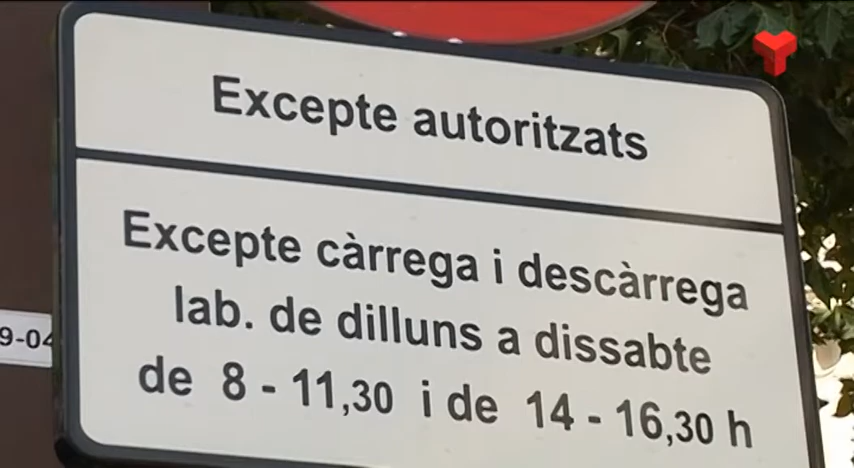 Excepte autoritzats
Excepte càrrega i descàrrega
lab. de dilluns a dissabte
de 8 - 11,30 i de 14 - 16,30 h
9-04